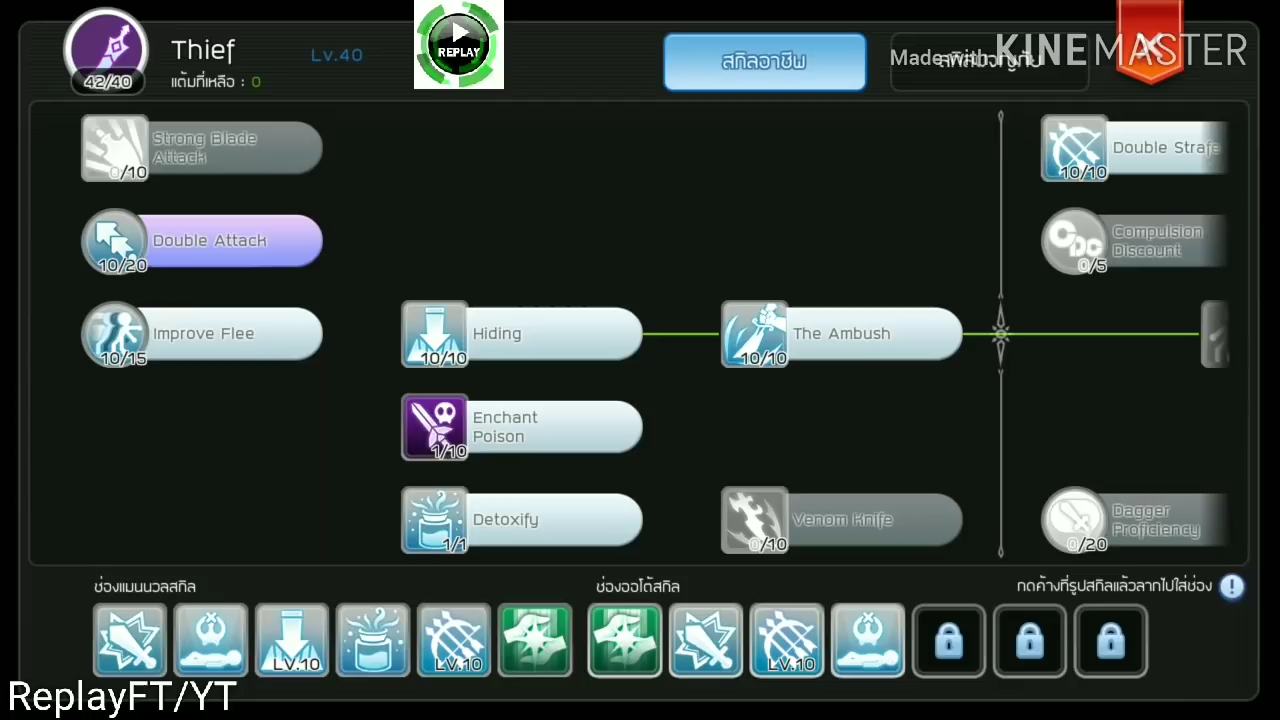 Thief
Lv.40
42/40
แต้มที่เหลือ : 0
REPLAY
สกิลอาชีพ
Made with KINEMASTER
Strong Blade
Attack
0/10
Double Strafe
10/10
Double Attack
10/20
Compulsion
Discount
0/5
Improve Flee
10/15
Hiding
10/10
The Ambush
10/10
Enchant
Poison
1/10
Detoxify
1/1
Venom Knife
0/10
Dagger
Proficiency
0/20
ช่องแมนนวลสกิล
ช่องออโต้สกิล
กดค้างที่รูปสกิลแล้วลากไปใส่ช่อง
LV.10
LV.10
LV.10
ReplayFT/YT